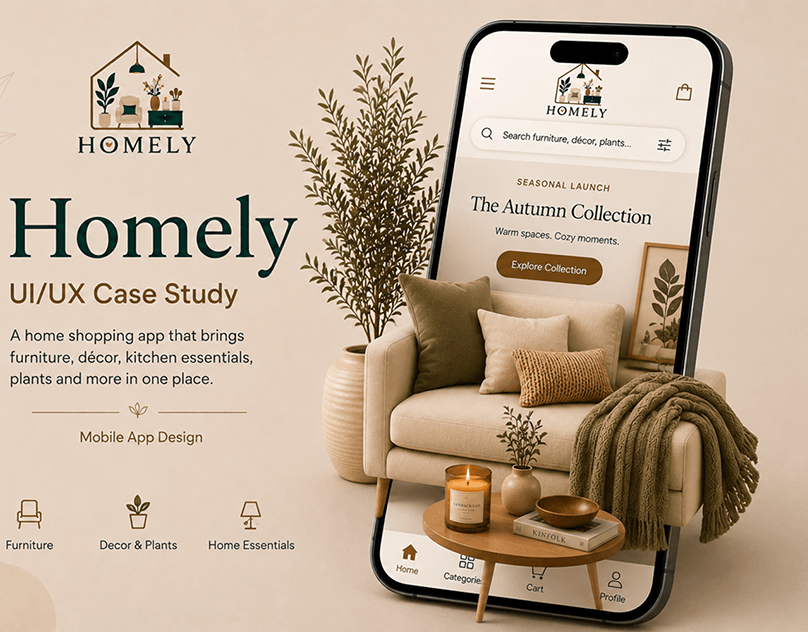 HOMELY
Homely
UI/UX Case Study
A home shopping app that brings
furniture, décor, kitchen essentials,
plants and more in one place.
Mobile App Design
Furniture
Decor & Plants
Home Essentials
HOMELY
Search furniture, décor, plants...
SEASONAL LAUNCH
The Autumn Collection
Warm spaces. Cozy moments.
Explore Collection
KINFOLK
Home
Categories
Cart
Profile